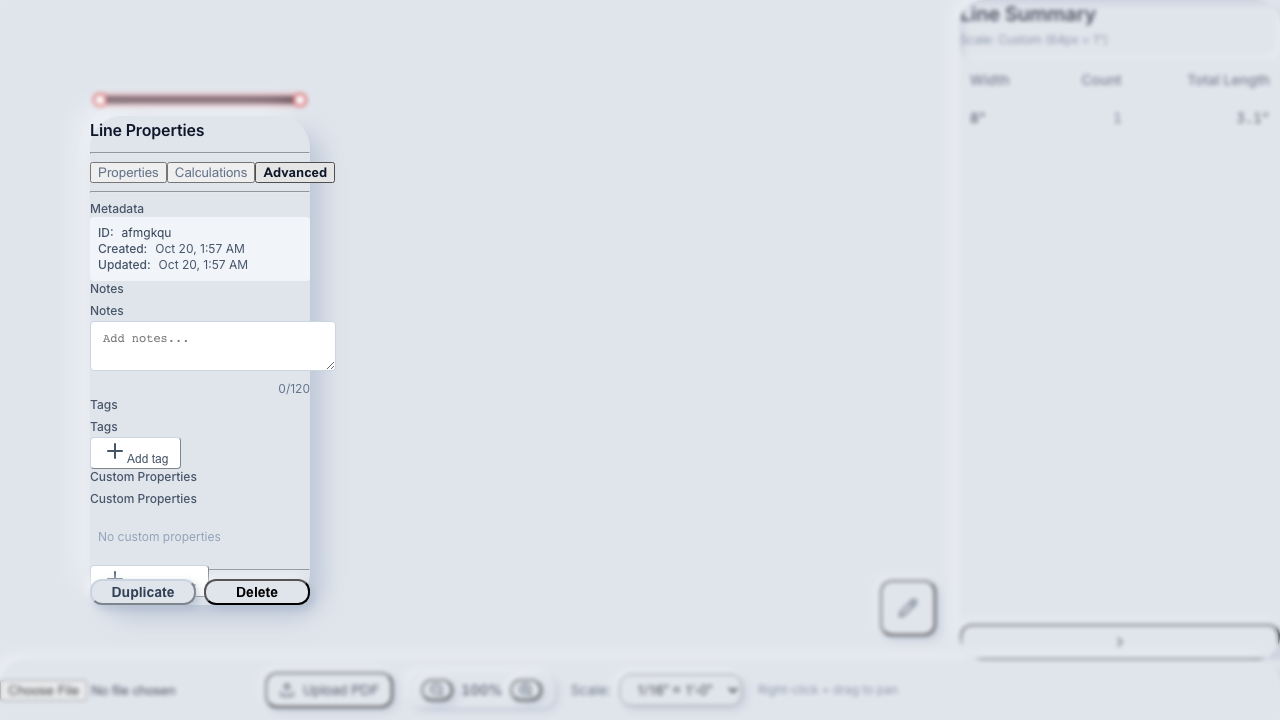 Line Summary
Scale: Custom (64px = 1")
Width Count Total Length
8" 1 3.1"
Line Properties
Properties Calculations Advanced
Metadata
ID: afmgkqu
Created: Oct 20, 1:57 AM
Updated: Oct 20, 1:57 AM
Notes
Notes
Add notes...
0/120
Tags
Tags
Add tag
Custom Properties
Custom Properties
No custom properties
Duplicate Delete
Choose File No file chosen Upload PDF 100% Scale: 1/16" = 1'-0" Right-click + drag to pan